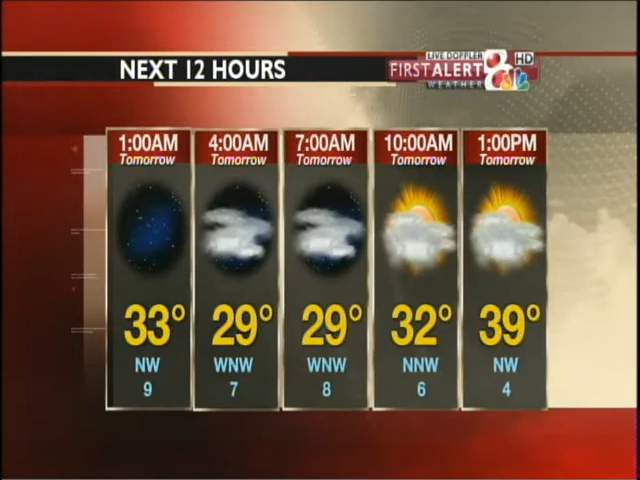 NEXT 12 HOURS
LIVE DOPPLER
FIRST ALERT
WEATHER
8
HD
1:00AM 4:00AM 7:00AM 10:00AM 1:00PM
Tomorrow Tomorrow Tomorrow Tomorrow Tomorrow
33° 29° 29° 32° 39°
NW WNW WNW NNW NW
9 7 8 6 4